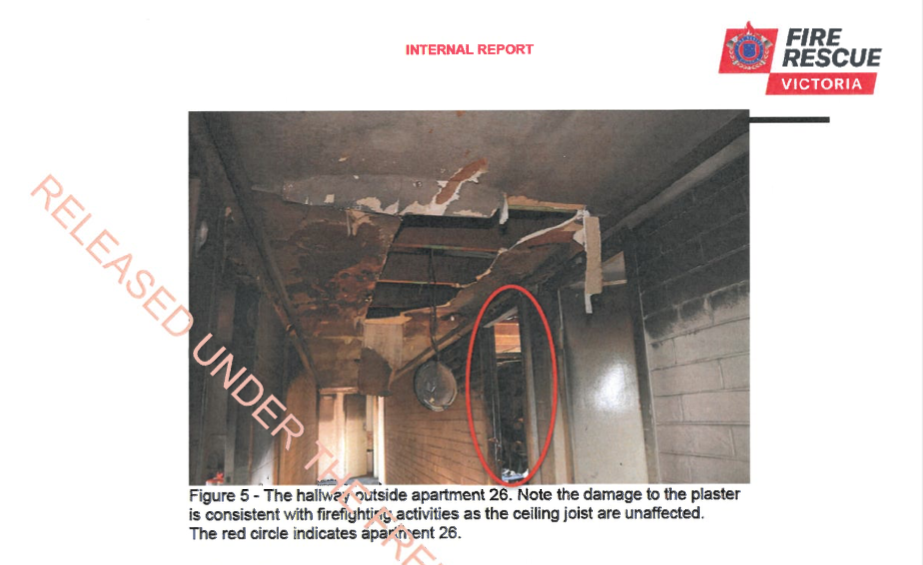 INTERNAL REPORT
FIRE
RESCUE
VICTORIA
RELEASED UNDER THE FRE
Figure 5 - The hallway outside apartment 26. Note the damage to the plaster
is consistent with firefighting activities as the ceiling joist are unaffected.
The red circle indicates apartment 26.